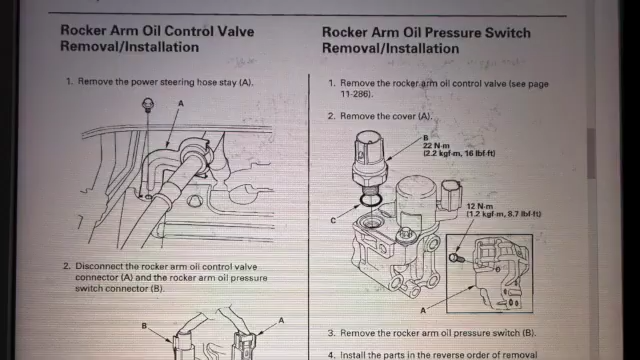 Rocker Arm Oil Control Valve
Removal/Installation
1. Remove the power steering hose stay (A).
A
2. Disconnect the rocker arm oil control valve
connector (A) and the rocker arm oil pressure
switch connector (B).
B
A
Rocker Arm Oil Pressure Switch
Removal/Installation
1. Remove the rocker arm oil control valve (see page
11-286).
2. Remove the cover (A).
B
22 N·m
(2.2 kgf·m, 16 lbf·ft)
C
12 N·m
(1.2 kgf·m, 8.7 lbf·ft)
A
3. Remove the rocker arm oil pressure switch (B).
4. Install the parts in the reverse order of removal